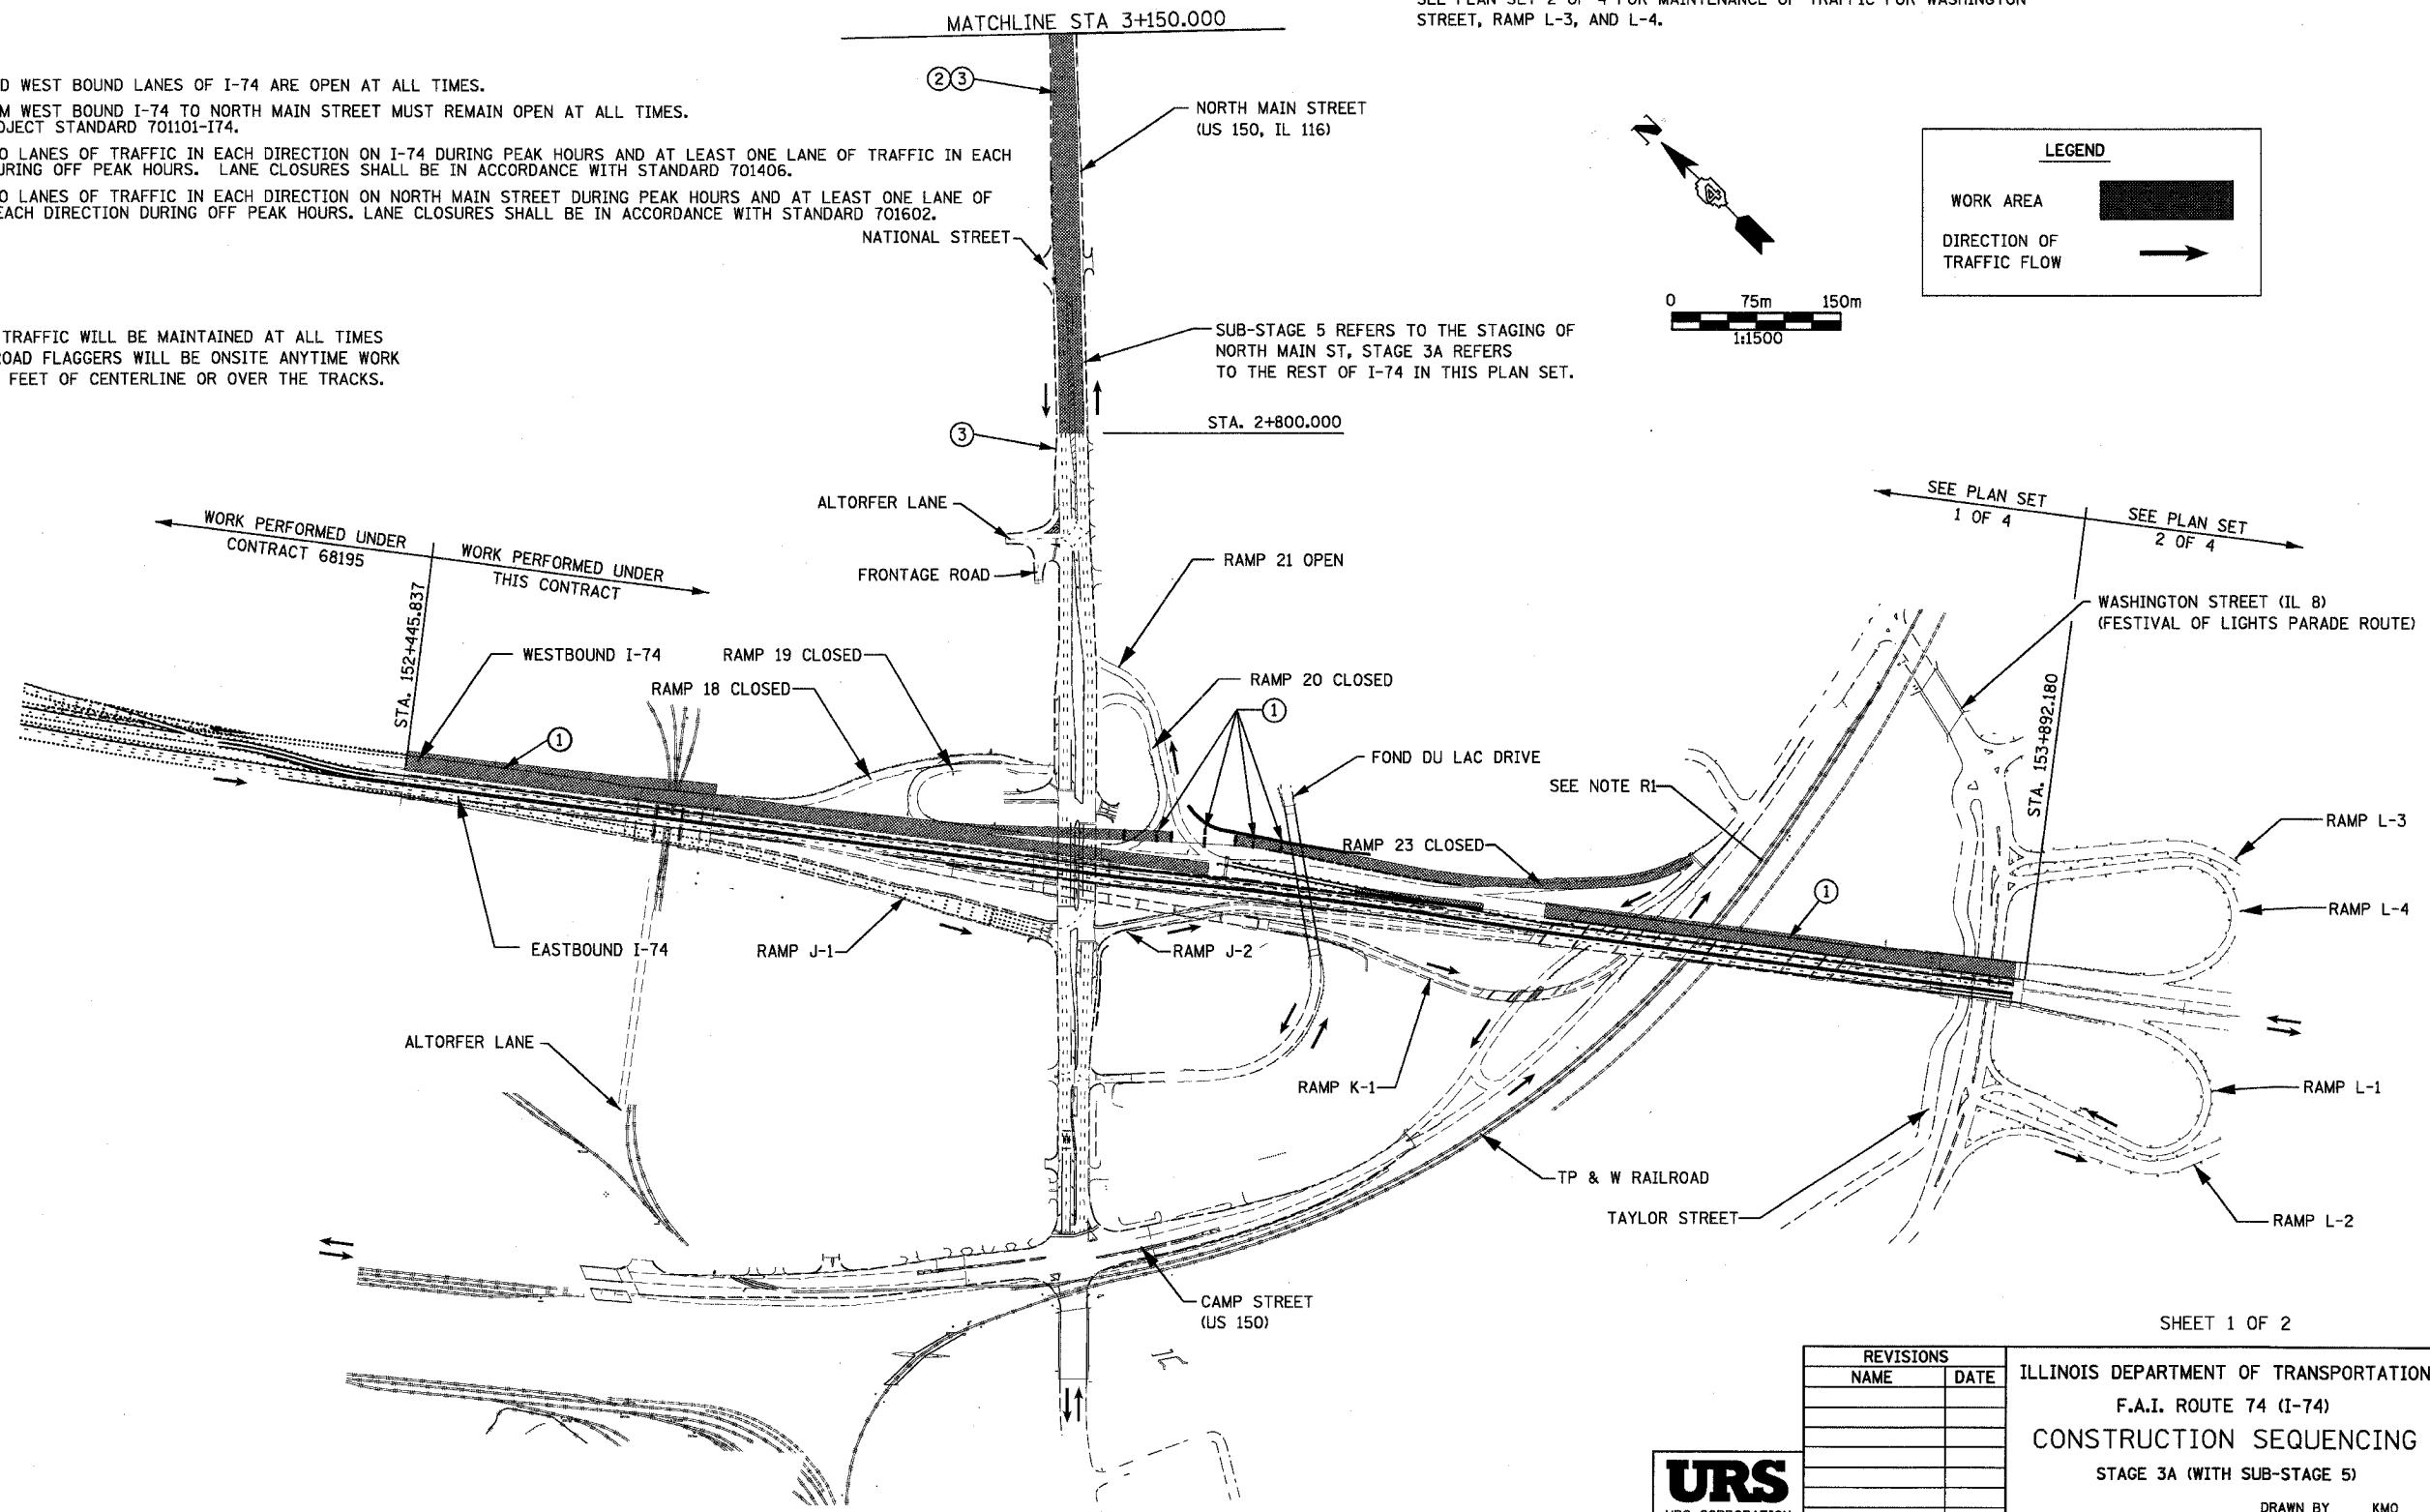 MATCHLINE STA 3+150.000
SEE PLAN SET 2 OF 4 FOR MAINTENANCE OF TRAFFIC FOR WASHINGTON
STREET, RAMP L-3, AND L-4.
D WEST BOUND LANES OF I-74 ARE OPEN AT ALL TIMES.
M WEST BOUND I-74 TO NORTH MAIN STREET MUST REMAIN OPEN AT ALL TIMES.
OJECT STANDARD 701101-I74.
O LANES OF TRAFFIC IN EACH DIRECTION ON I-74 DURING PEAK HOURS AND AT LEAST ONE LANE OF TRAFFIC IN EACH
URING OFF PEAK HOURS. LANE CLOSURES SHALL BE IN ACCORDANCE WITH STANDARD 701406.
O LANES OF TRAFFIC IN EACH DIRECTION ON NORTH MAIN STREET DURING PEAK HOURS AND AT LEAST ONE LANE OF
EACH DIRECTION DURING OFF PEAK HOURS. LANE CLOSURES SHALL BE IN ACCORDANCE WITH STANDARD 701602.
TRAFFIC WILL BE MAINTAINED AT ALL TIMES
ROAD FLAGGERS WILL BE ONSITE ANYTIME WORK
FEET OF CENTERLINE OR OVER THE TRACKS.
2 3
NORTH MAIN STREET
(US 150, IL 116)
NATIONAL STREET
N
LEGEND
WORK AREA
DIRECTION OF
TRAFFIC FLOW
0 75m 150m
1:1500
SUB-STAGE 5 REFERS TO THE STAGING OF
NORTH MAIN ST, STAGE 3A REFERS
TO THE REST OF I-74 IN THIS PLAN SET.
STA. 2+800.000
3
ALTORFER LANE
FRONTAGE ROAD
WORK PERFORMED UNDER
CONTRACT 68195
WORK PERFORMED UNDER
THIS CONTRACT
STA. 152+445.837
SEE PLAN SET
1 OF 4
SEE PLAN SET
2 OF 4
RAMP 21 OPEN
WASHINGTON STREET (IL 8)
(FESTIVAL OF LIGHTS PARADE ROUTE)
STA. 153+892.180
WESTBOUND I-74
RAMP 19 CLOSED
RAMP 18 CLOSED
RAMP 20 CLOSED
1
1
FOND DU LAC DRIVE
SEE NOTE R1
RAMP 23 CLOSED
RAMP L-3
1
RAMP L-4
EASTBOUND I-74
RAMP J-1
RAMP J-2
ALTORFER LANE
RAMP K-1
RAMP L-1
TP & W RAILROAD
TAYLOR STREET
RAMP L-2
CAMP STREET
(US 150)
SHEET 1 OF 2
REVISIONS
NAME DATE
ILLINOIS DEPARTMENT OF TRANSPORTATION
F.A.I. ROUTE 74 (I-74)
CONSTRUCTION SEQUENCING
STAGE 3A (WITH SUB-STAGE 5)
DRAWN BY KMO
URS
URS CORPORATION